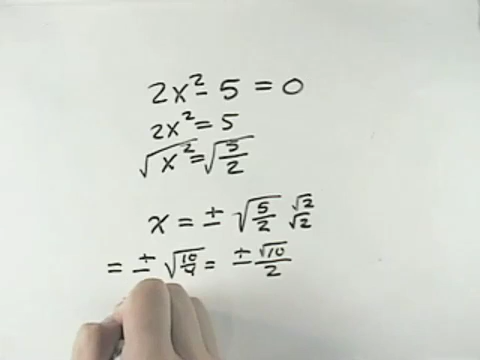 2x² - 5 = 0
2x² = 5
√x² = √5/2
x = ± √5/2 √2/√2
= ± √10/4 = ± √10/2